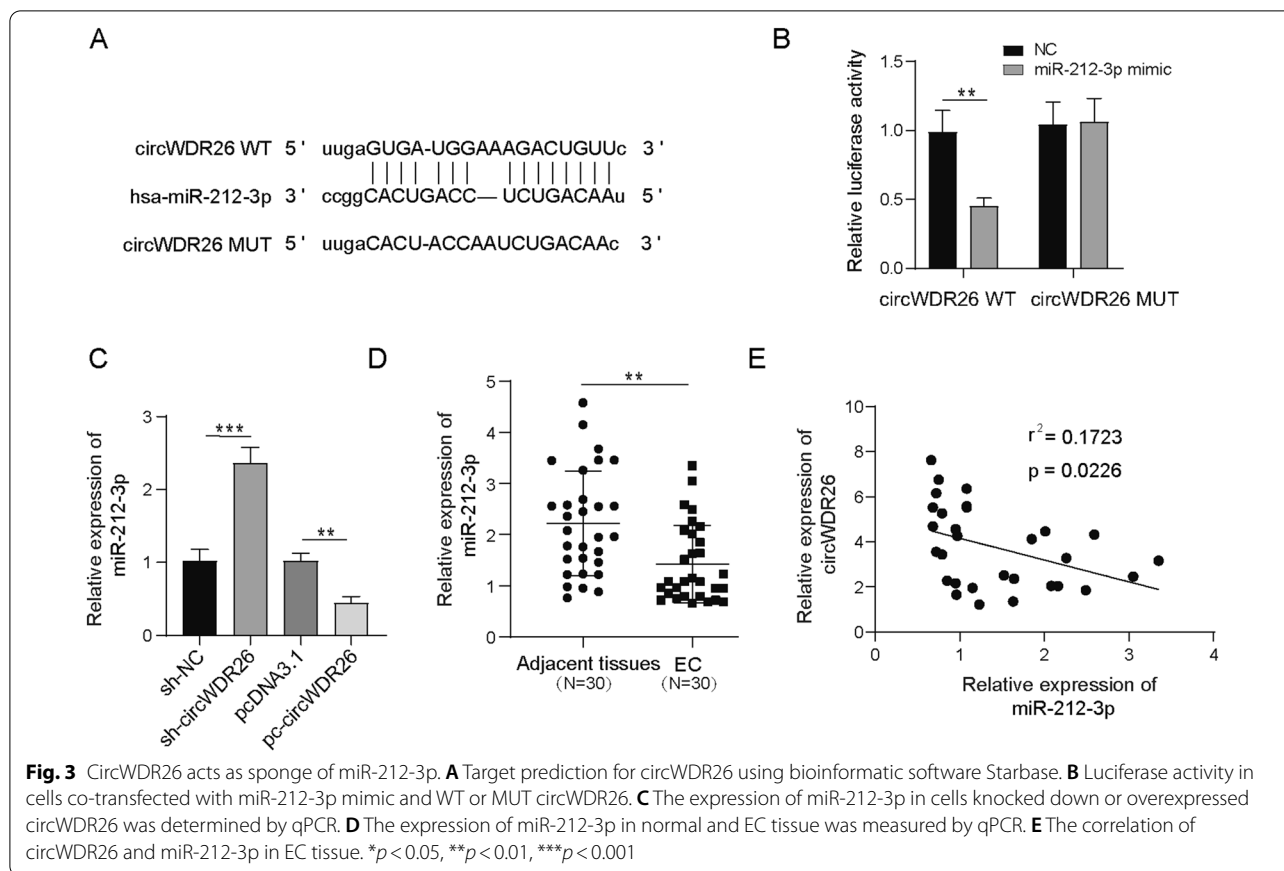 A
circWDR26 WT 5 ' uugaGUGA-UGGAAAGACUGUUc 3 '
hsa-miR-212-3p 3 ' ccggCACUGACC—UCUGACAAu 5 '
circWDR26 MUT 5 ' uugaCACU-ACCAAUCUGACAAc 3 '
B
NC
miR-212-3p mimic
Relative luciferase activity
1.5
1.0
0.5
0.0
**
circWDR26 WT circWDR26 MUT
C
Relative expression of
miR-212-3p
3
2
1
0
***
**
sh-NC
sh-circWDR26
pcDNA3.1
pc-circWDR26
D
Relative expression of
miR-212-3p
5
4
3
2
1
0
**
Adjacent tissues EC
(N=30) (N=30)
E
Relative expression of
circWDR26
10
8
6
4
2
0
r2 = 0.1723
p = 0.0226
0 1 2 3 4
Relative expression of
miR-212-3p
Fig. 3 CircWDR26 acts as sponge of miR-212-3p. A Target prediction for circWDR26 using bioinformatic software Starbase. B Luciferase activity in
cells co-transfected with miR-212-3p mimic and WT or MUT circWDR26. C The expression of miR-212-3p in cells knocked down or overexpressed
circWDR26 was determined by qPCR. D The expression of miR-212-3p in normal and EC tissue was measured by qPCR. E The correlation of
circWDR26 and miR-212-3p in EC tissue. *p < 0.05, **p < 0.01, ***p < 0.001